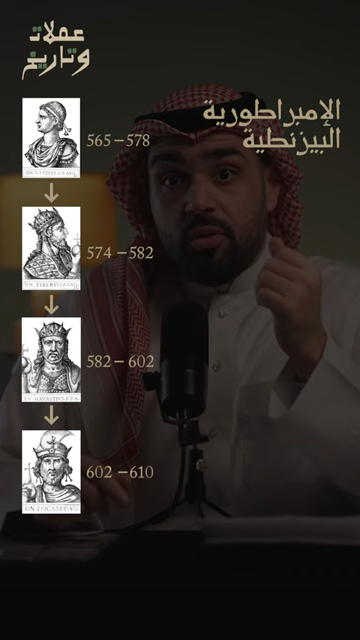 عملات
وتاريخ
الإمبراطورية
البيزنطية
565–578
574–582
582–602
602–610